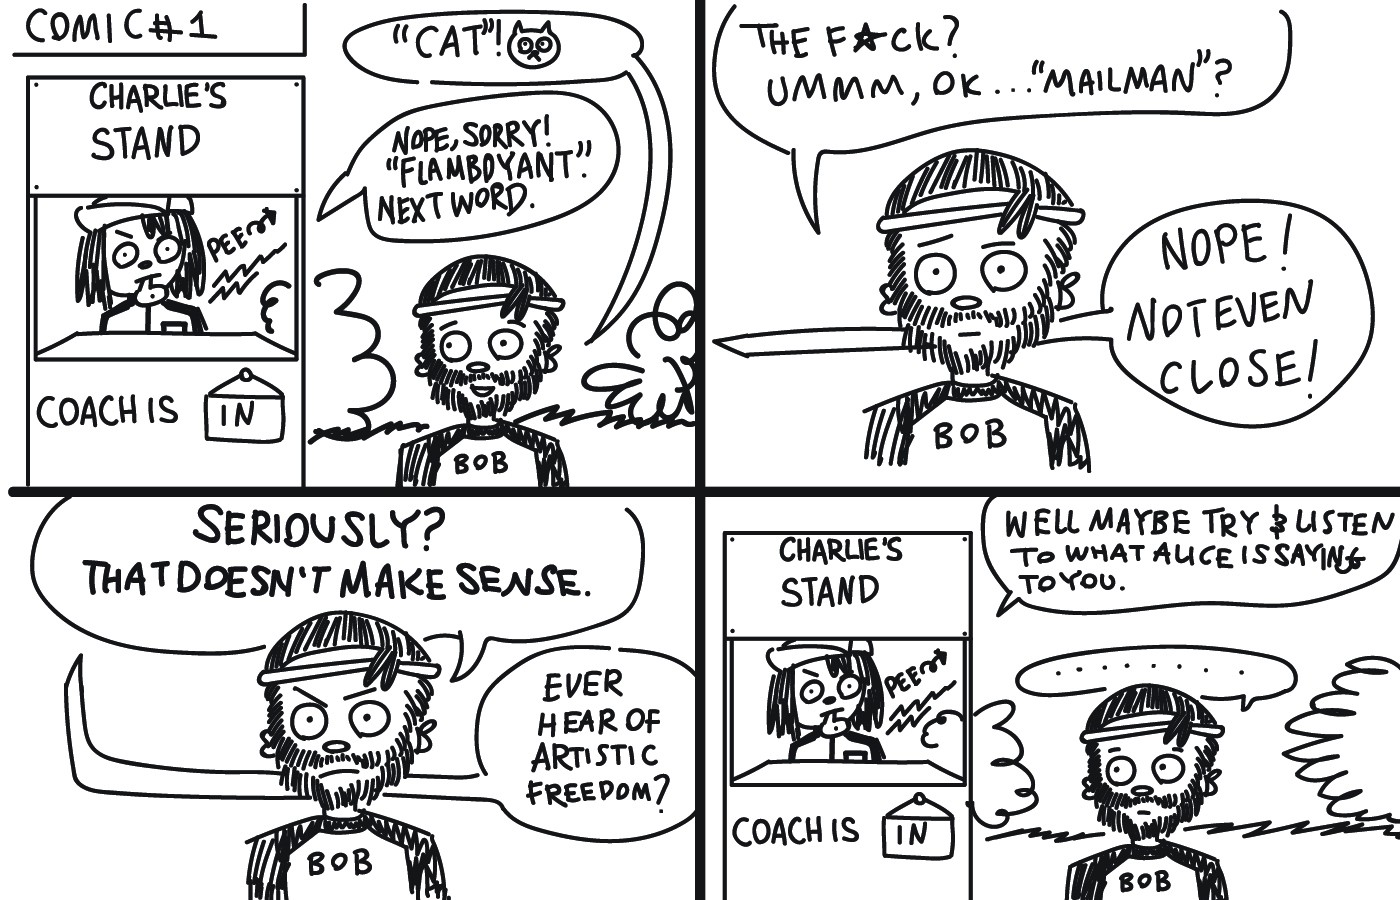 COMIC #1
CHARLIE'S
STAND
PEE
COACH IS
IN
"CAT"!
NOPE, SORRY!
"FLAMBOYANT".
NEXT WORD.
BOB
THE F★CK?
UMMM, OK..."MAILMAN"?
NOPE!
NOT EVEN
CLOSE!
BOB
SERIOUSLY?
THAT DOESN'T MAKE SENSE.
EVER
HEAR OF
ARTISTIC
FREEDOM?
BOB
CHARLIE'S
STAND
PEE
COACH IS
IN
WELL MAYBE TRY & LISTEN
TO WHAT ALICE IS SAYING
TO YOU.
........
BOB